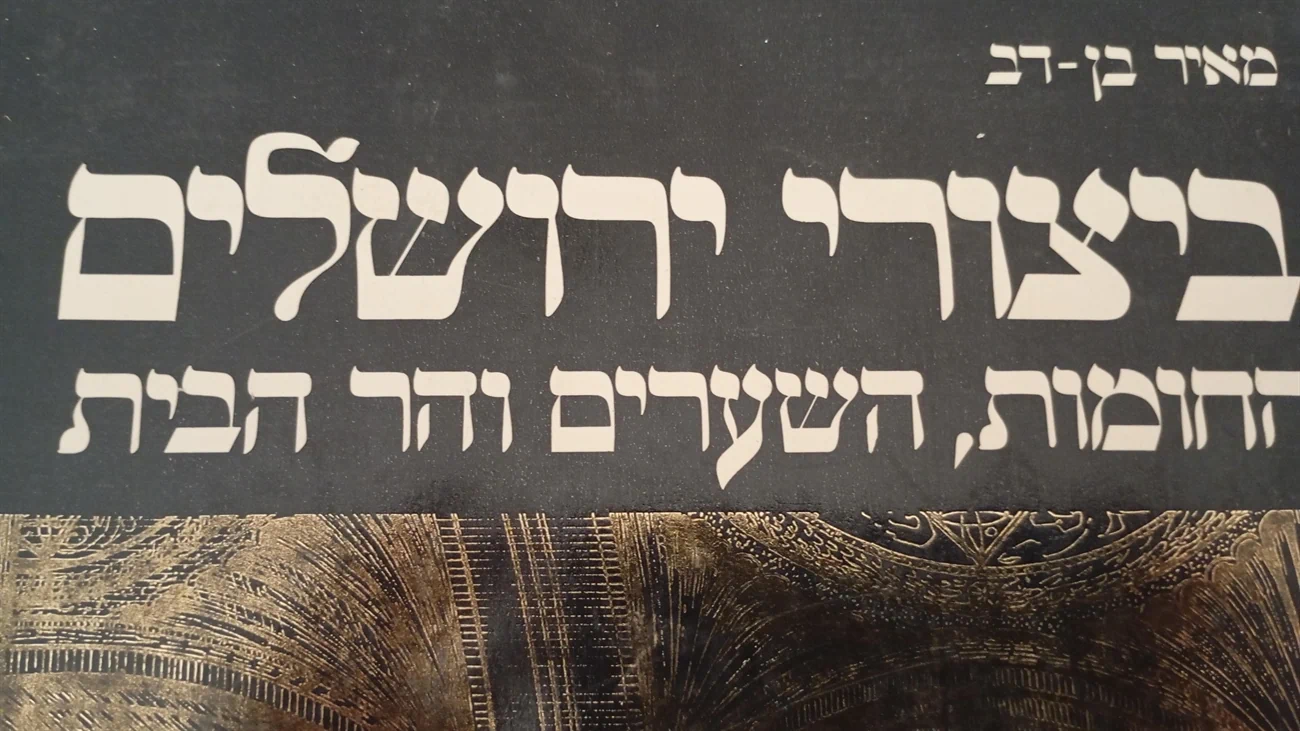 מאיר בן-דב
ביצורי ירושלים
החומות, השערים והר הבית